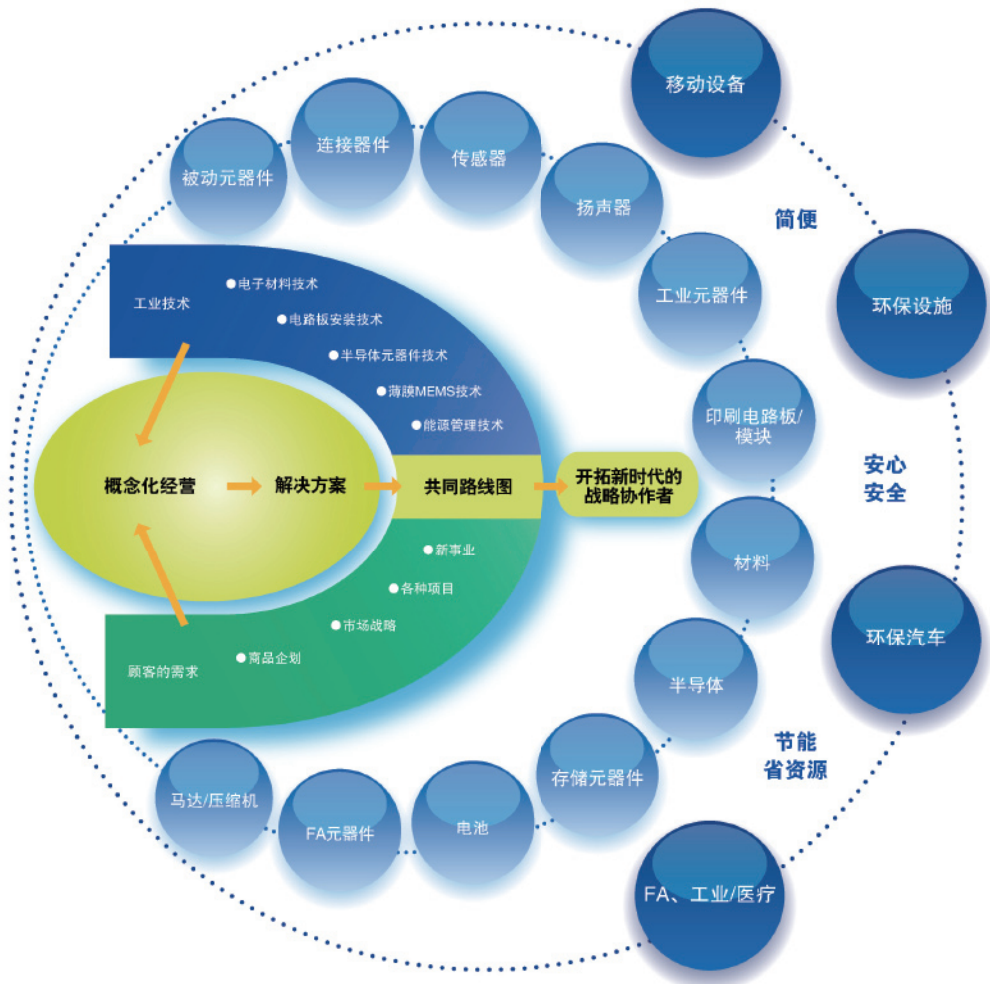 移动设备
连接器件
传感器
被动元器件
扬声器
简便
工业元器件
环保设施
工业技术
电子材料技术
电路板安装技术
半导体元器件技术
薄膜MEMS技术
能源管理技术
印刷电路板/
模块
概念化经营
解决方案
共同路线图
开拓新时代的
战略协作者
安心
安全
新事业
各种项目
市场战略
商品企划
顾客的需求
材料
环保汽车
半导体
节能
省资源
存储元器件
马达/压缩机
FA元器件
电池
FA、工业/医疗